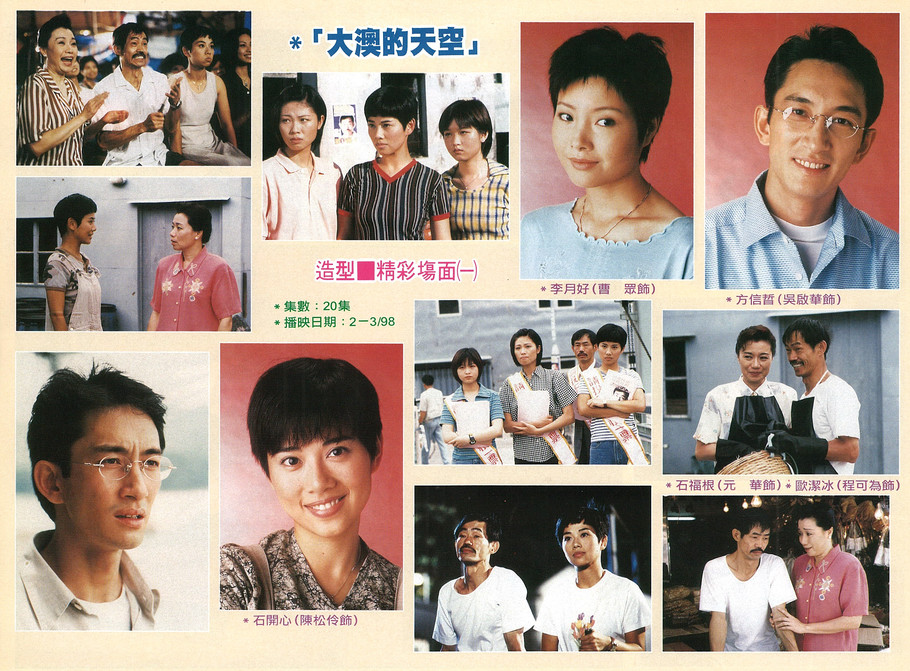 *「大澳的天空」
造型■精彩場面㈠
* 集數：20集
* 播映日期：2－3/98
* 李月好(曹　眾飾)
* 方信哲(吳啟華飾)
* 石福根(元　華飾) * 歐潔冰(程可為飾)
* 石開心(陳松伶飾)